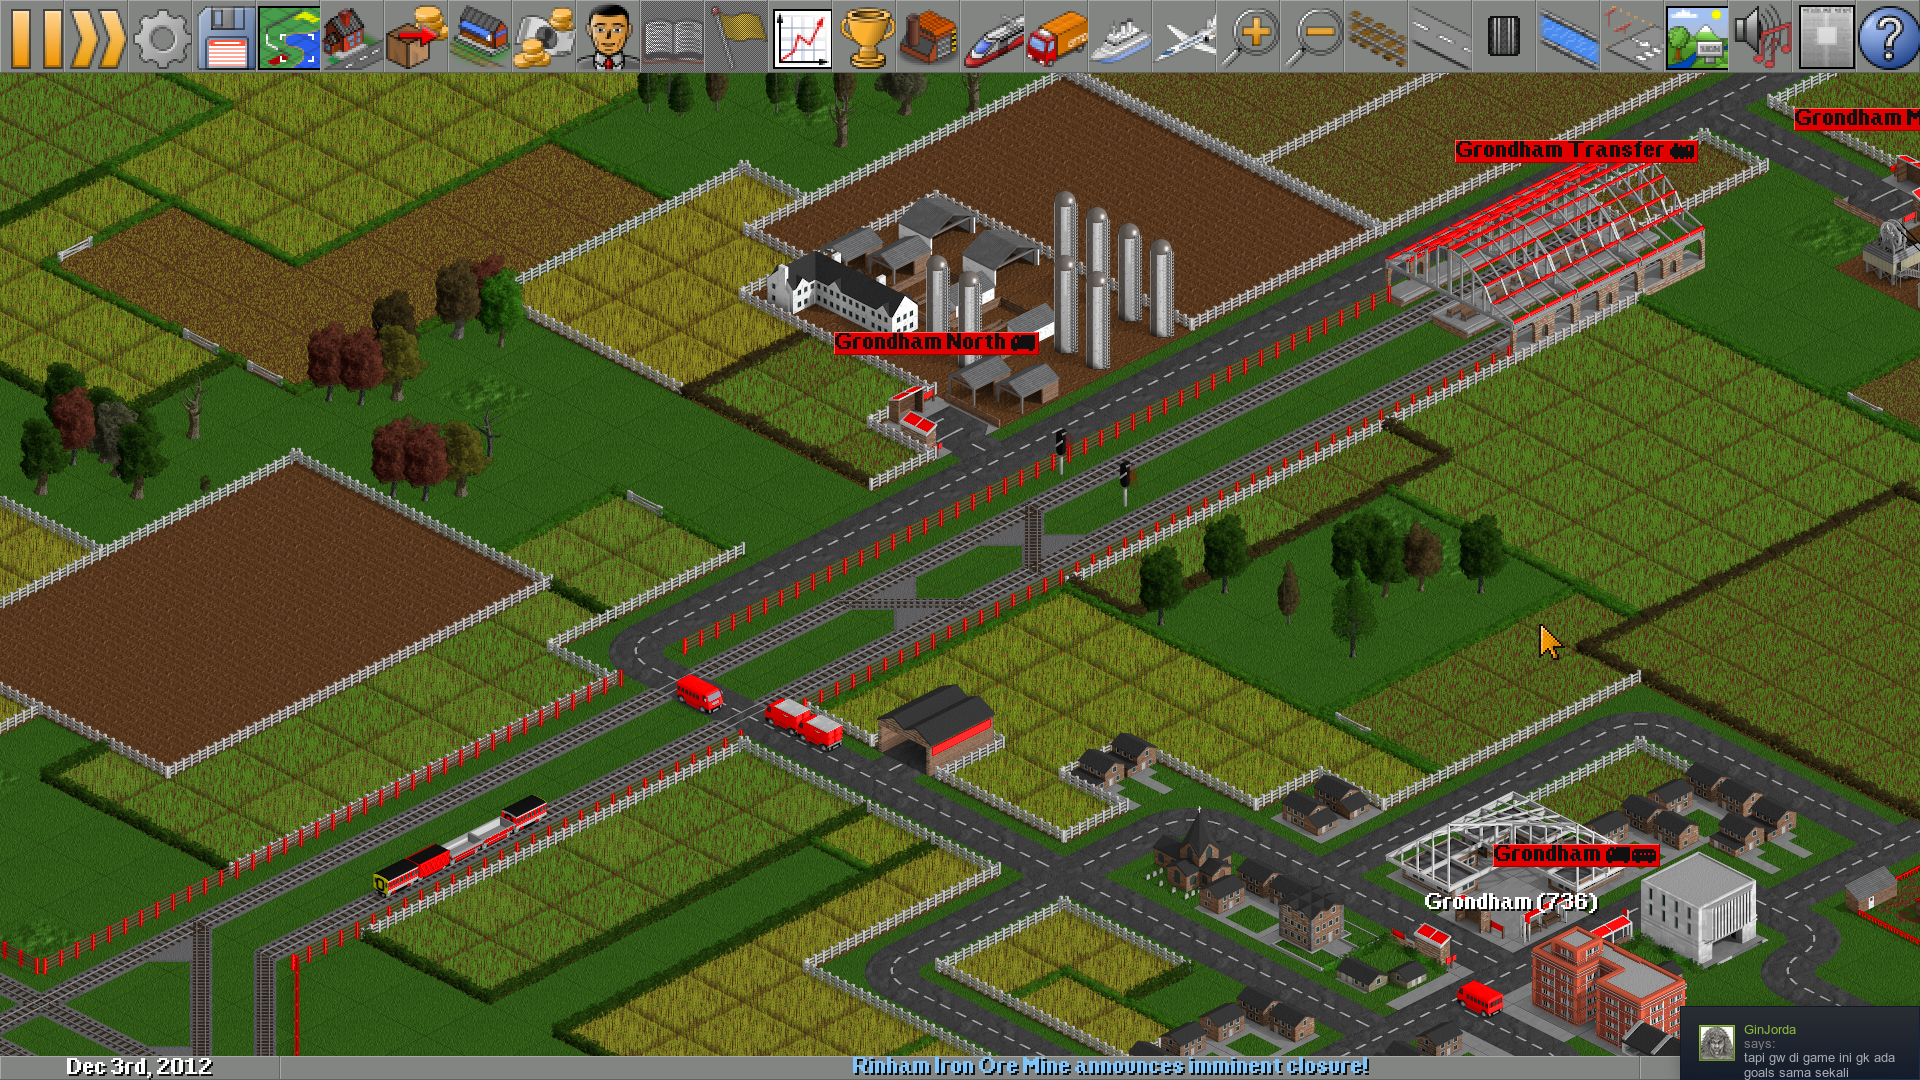 Grondham M
Grondham Transfer
Grondham North
Grondham
Grondham (736)
Dec 3rd, 2012
Rinham Iron Ore Mine announces imminent closure!
GinJorda
says:
tapi gw di game ini gk ada
goals sama sekali